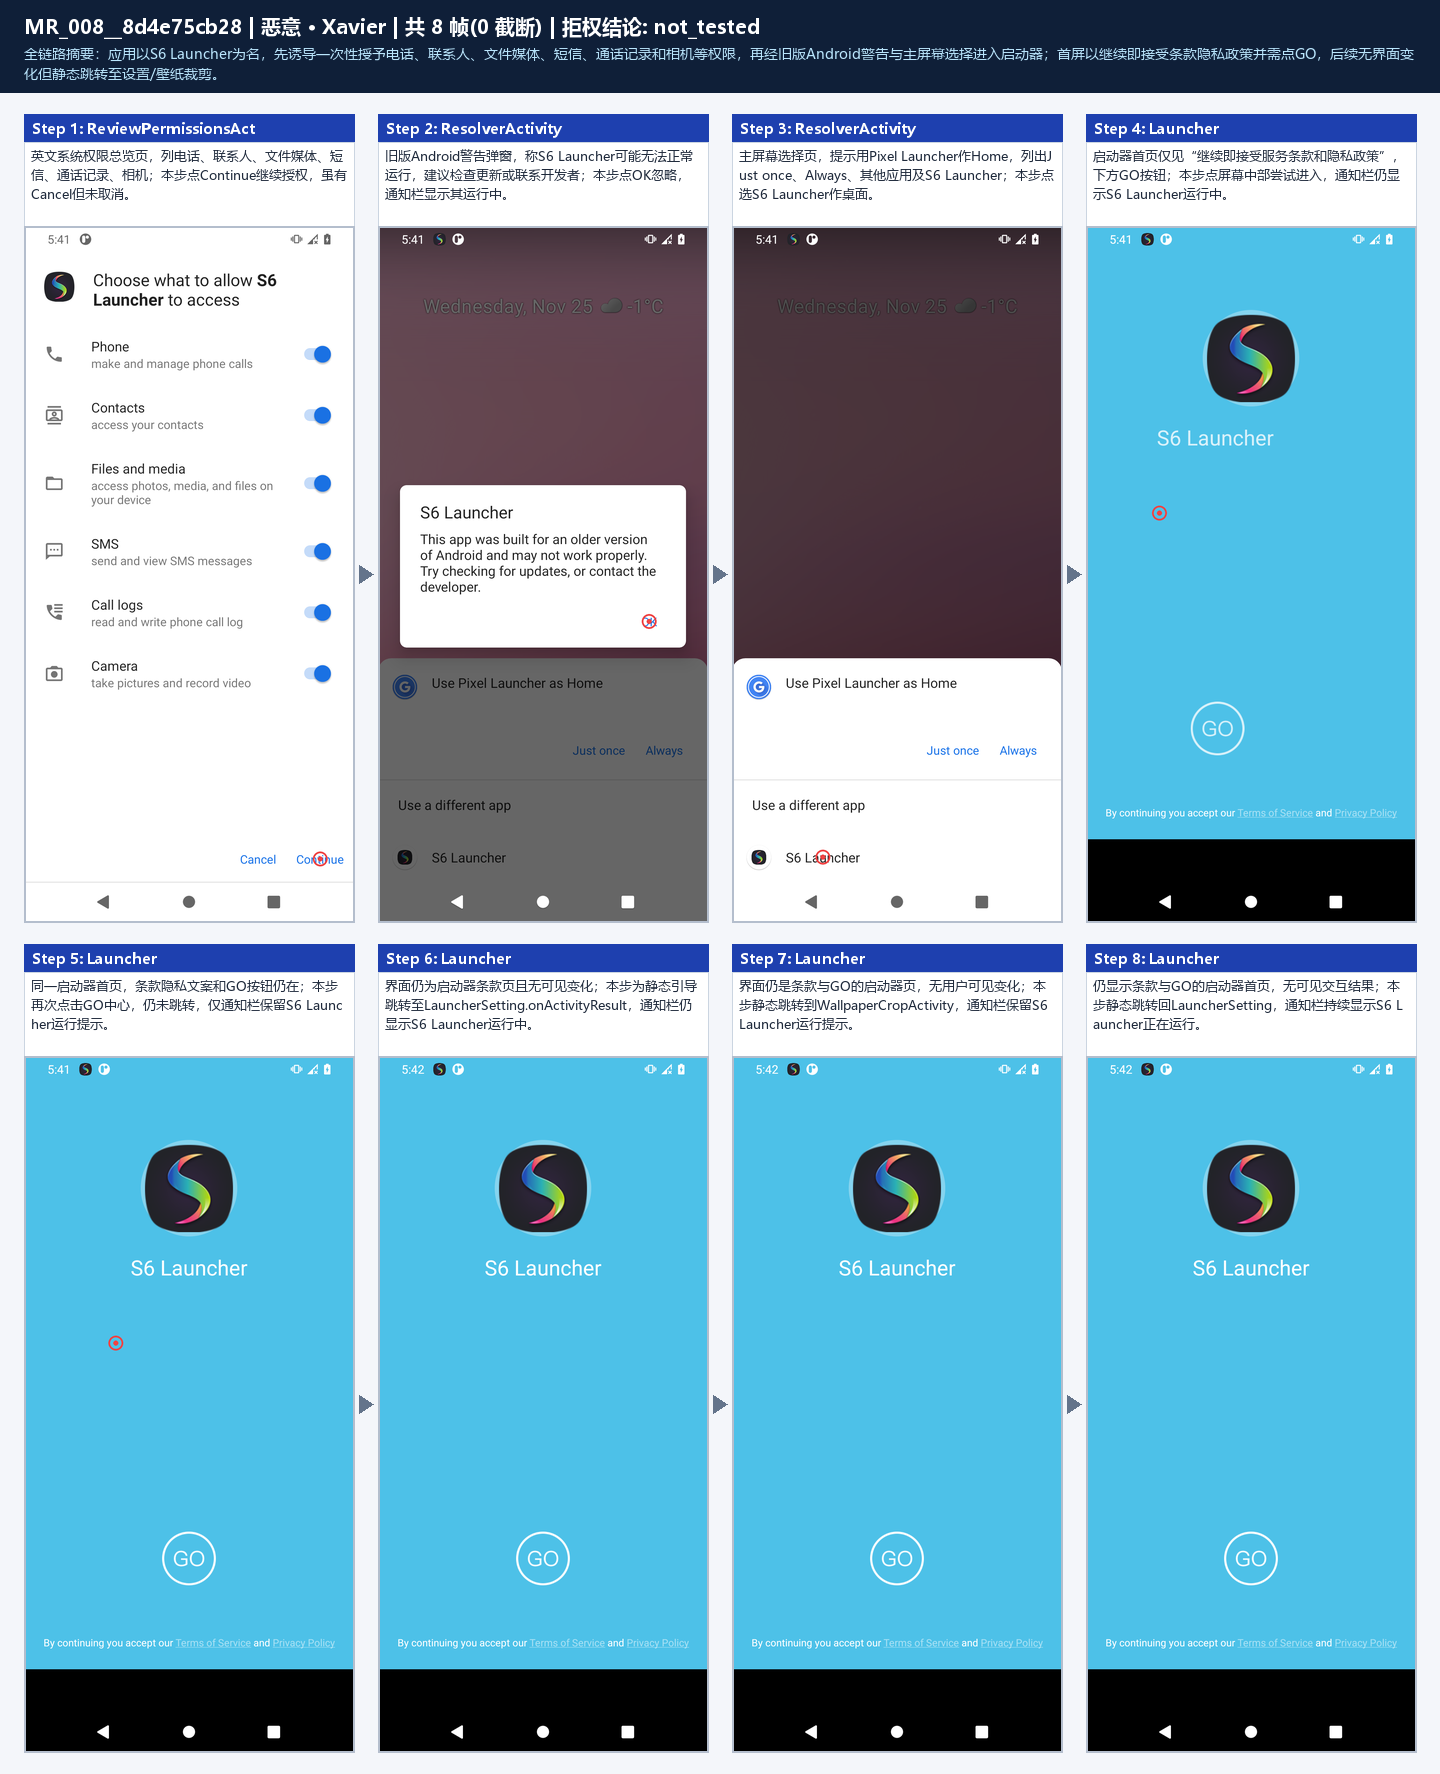 MR_008__8d4e75cb28 | 恶意 • Xavier | 共 8 帧(0 截断) | 拒权结论: not_tested
全链路摘要：应用以S6 Launcher为名，先诱导一次性授予电话、联系人、文件媒体、短信、通话记录和相机等权限，再经旧版Android警告与主屏幕选择进入启动器；首屏以继续即接受条款隐私政策并需点GO，后续无界面变
化但静态跳转至设置/壁纸裁剪。
Step 1: ReviewPermissionsAct
英文系统权限总览页，列电话、联系人、文件媒体、短
信、通话记录、相机；本步点Continue继续授权，虽有
Cancel但未取消。
5:41
Choose what to allow S6
Launcher to access
Phone
make and manage phone calls
Contacts
access your contacts
Files and media
access photos, media, and files on
your device
SMS
send and view SMS messages
Call logs
read and write phone call log
Camera
take pictures and record video
Cancel Continue
Step 2: ResolverActivity
旧版Android警告弹窗，称S6 Launcher可能无法正常
运行，建议检查更新或联系开发者；本步点OK忽略，
通知栏显示其运行中。
5:41
Wednesday, Nov 25 -1°C
S6 Launcher
This app was built for an older version
of Android and may not work properly.
Try checking for updates, or contact the
developer.
Use Pixel Launcher as Home
Just once Always
Use a different app
S6 Launcher
Step 3: ResolverActivity
主屏幕选择页，提示用Pixel Launcher作Home，列出J
ust once、Always、其他应用及S6 Launcher；本步点
选S6 Launcher作桌面。
5:41
Wednesday, Nov 25 -1°C
Use Pixel Launcher as Home
Just once Always
Use a different app
S6 Launcher
Step 4: Launcher
启动器首页仅见“继续即接受服务条款和隐私政策”，
下方GO按钮；本步点屏幕中部尝试进入，通知栏仍显
示S6 Launcher运行中。
5:41
S6 Launcher
GO
By continuing you accept our Terms of Service and Privacy Policy
Step 5: Launcher
同一启动器首页，条款隐私文案和GO按钮仍在；本步
再次点击GO中心，仍未跳转，仅通知栏保留S6 Launc
her运行提示。
5:41
S6 Launcher
GO
By continuing you accept our Terms of Service and Privacy Policy
Step 6: Launcher
界面仍为启动器条款页且无可见变化；本步为静态引导
跳转至LauncherSetting.onActivityResult，通知栏仍
显示S6 Launcher运行中。
5:42
S6 Launcher
GO
By continuing you accept our Terms of Service and Privacy Policy
Step 7: Launcher
界面仍是条款与GO的启动器页，无用户可见变化；本
步静态跳转到WallpaperCropActivity，通知栏保留S6
Launcher运行提示。
5:42
S6 Launcher
GO
By continuing you accept our Terms of Service and Privacy Policy
Step 8: Launcher
仍显示条款与GO的启动器首页，无可见交互结果；本
步静态跳转回LauncherSetting，通知栏持续显示S6 L
auncher正在运行。
5:42
S6 Launcher
GO
By continuing you accept our Terms of Service and Privacy Policy